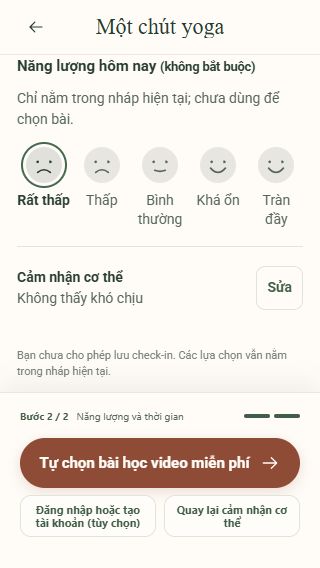 Một chút yoga
Năng lượng hôm nay (không bắt buộc)
Chỉ nằm trong nháp hiện tại; chưa dùng để
chọn bài.
Rất thấp
Thấp
Bình
thường
Khá ổn
Tràn
đầy
Cảm nhận cơ thể
Không thấy khó chịu
Sửa
Bạn chưa cho phép lưu check-in. Các lựa chọn vẫn nằm
trong nháp hiện tại.
Bước 2 / 2 Năng lượng và thời gian
Tự chọn bài học video miễn phí
Đăng nhập hoặc tạo
tài khoản (tùy chọn)
Quay lại cảm nhận cơ
thể